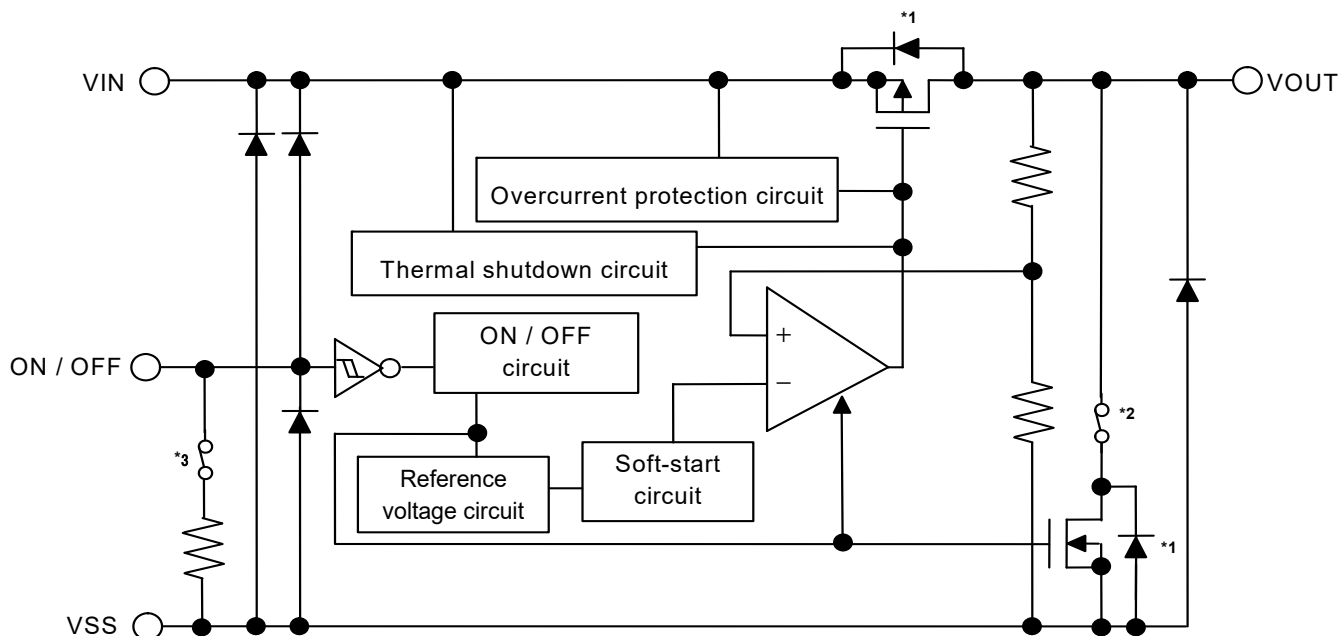 *1
VIN
VOUT
Overcurrent protection circuit
Thermal shutdown circuit
ON / OFF
ON / OFF
circuit
+
−
*2
*3
Reference
voltage circuit
Soft-start
circuit
*1
VSS